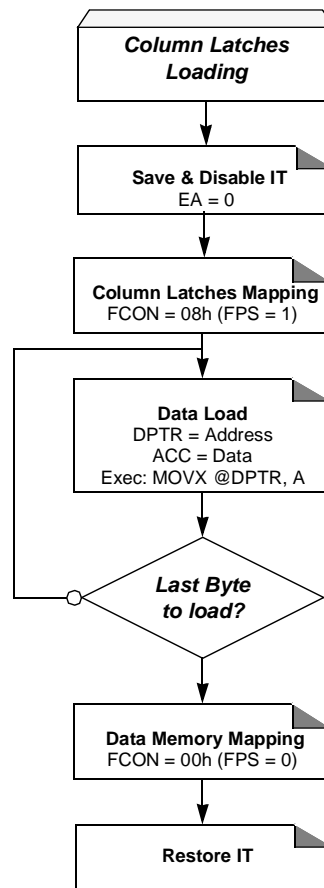 Column Latches
Loading
Save & Disable IT
EA = 0
Column Latches Mapping
FCON = 08h (FPS = 1)
Data Load
DPTR = Address
ACC = Data
Exec: MOVX @DPTR, A
Last Byte
to load?
Data Memory Mapping
FCON = 00h (FPS = 0)
Restore IT